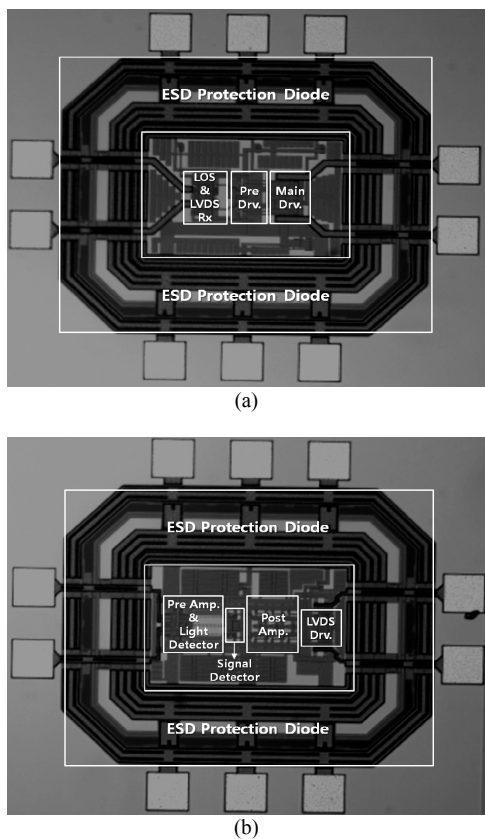 ESD Protection Diode
LOS
&
LVDS
Rx
Pre
Drv.
Main
Drv.
ESD Protection Diode
(a)
ESD Protection Diode
Pre Amp.
&
Light
Detector
Post
Amp.
LVDS
Drv.
Signal
Detector
ESD Protection Diode
(b)